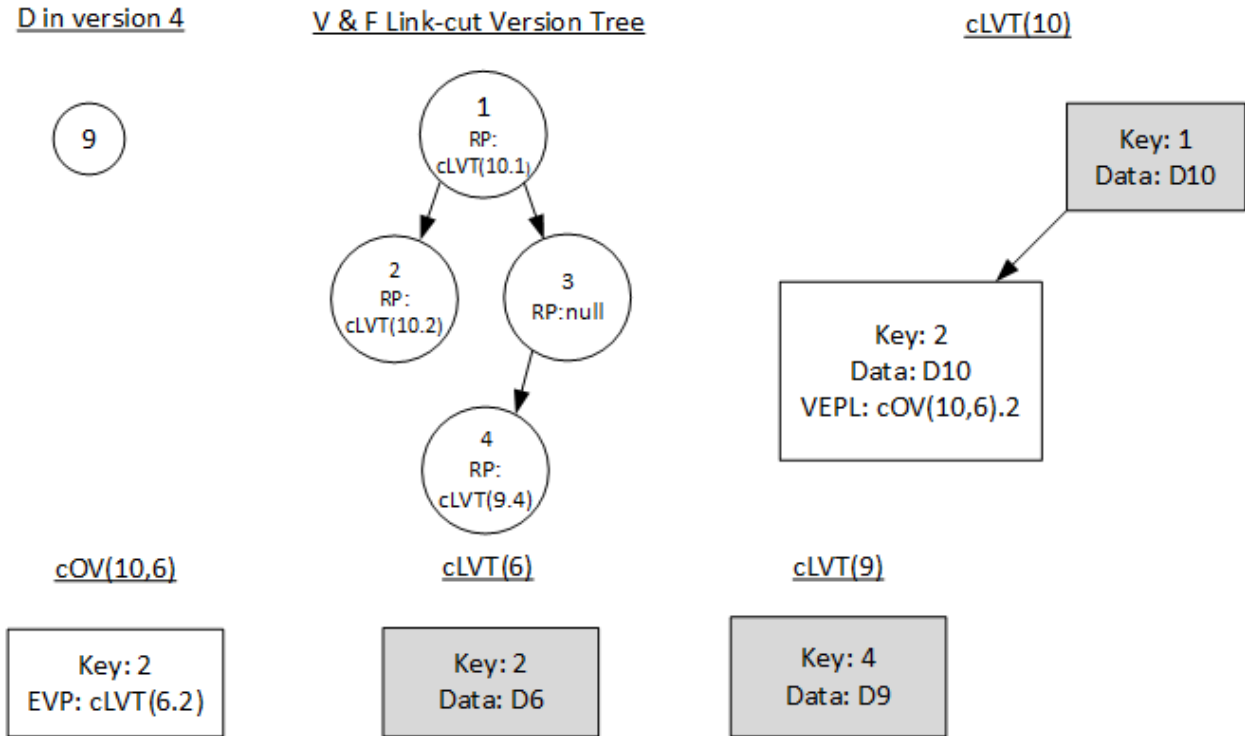 D in version 4
V & F Link-cut Version Tree
cLVT(10)
9
1
RP:
cLVT(10.1)
2
RP:
cLVT(10.2)
3
RP:null
4
RP:
cLVT(9.4)
Key: 1
Data: D10
Key: 2
Data: D10
VEPL: cOV(10,6).2
cOV(10,6)
cLVT(6)
cLVT(9)
Key: 2
EVP: cLVT(6.2)
Key: 2
Data: D6
Key: 4
Data: D9